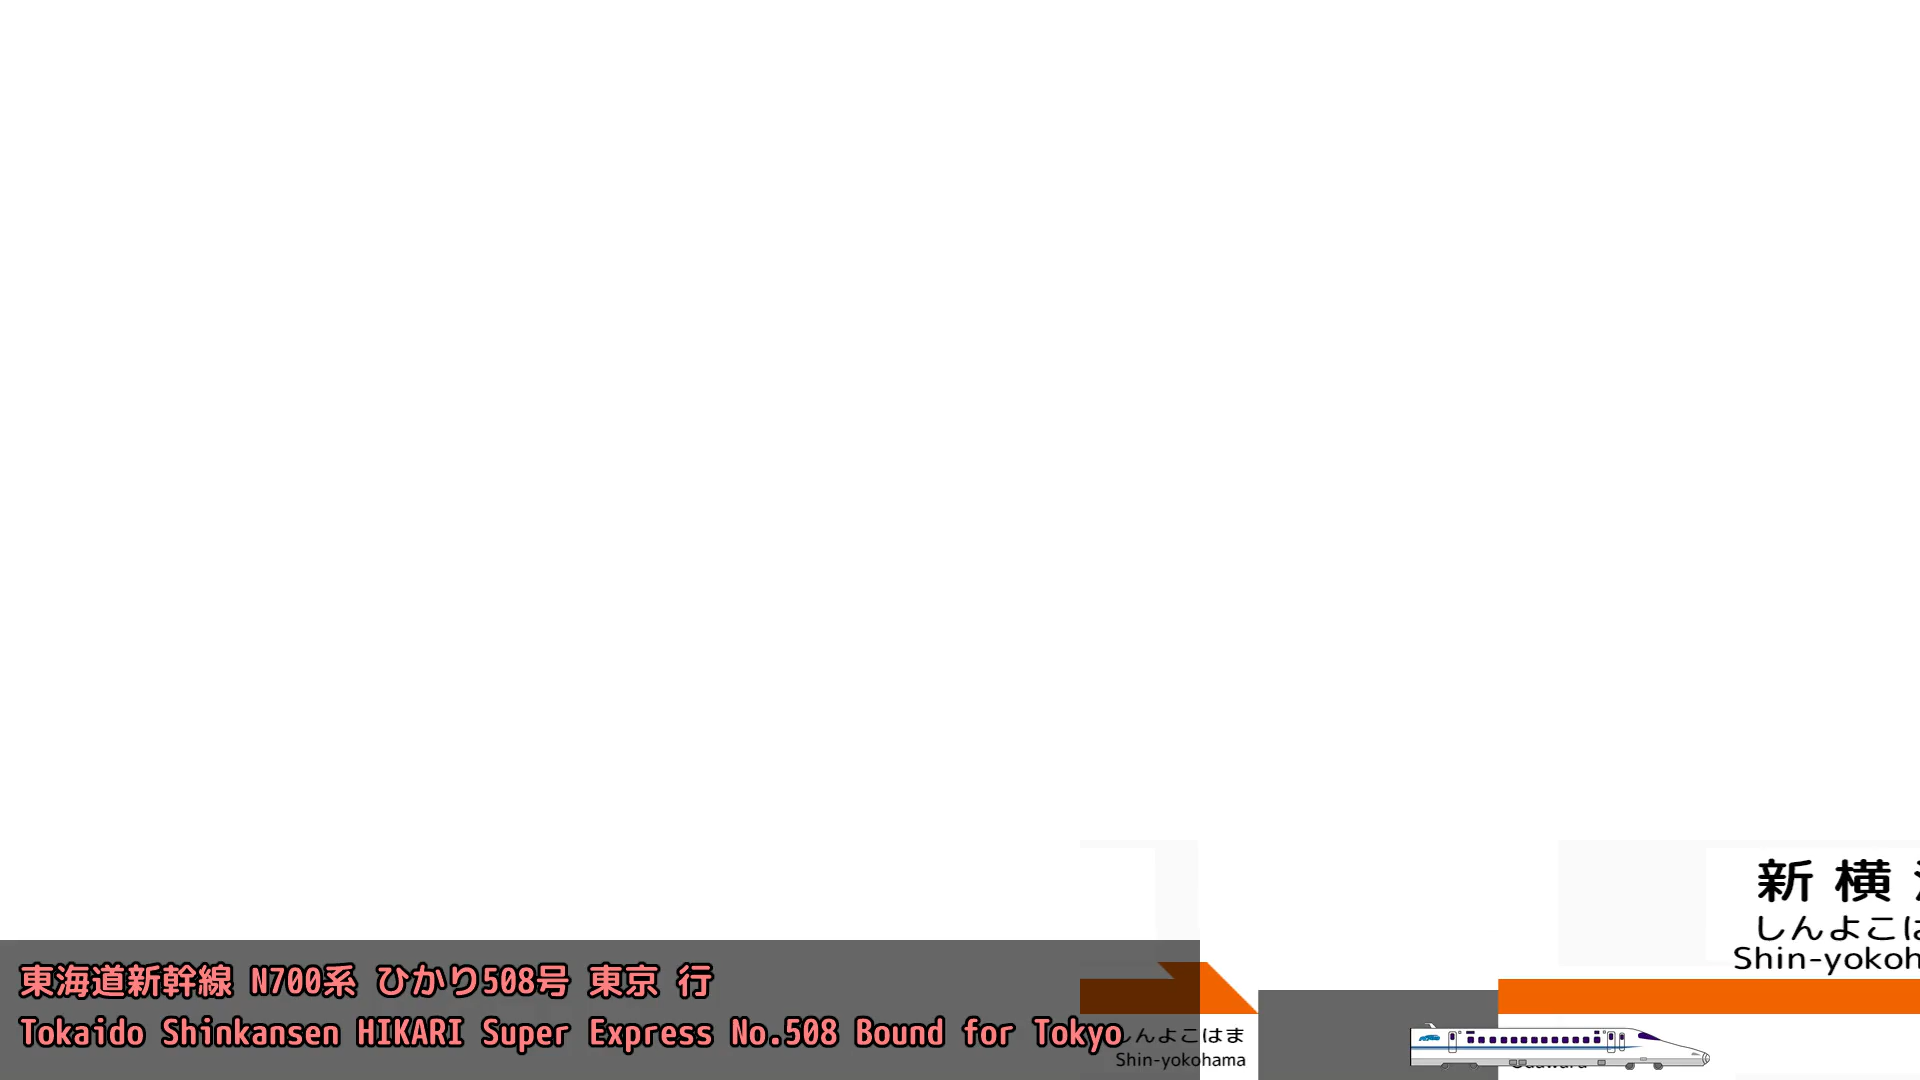 東海道新幹線 N700系 ひかり508号 東京 行
Tokaido Shinkansen HIKARI Super Express No.508 Bound for Tokyo
しんよこはま
Shin-yokohama
新横
しんよこは
Shin-yokoh